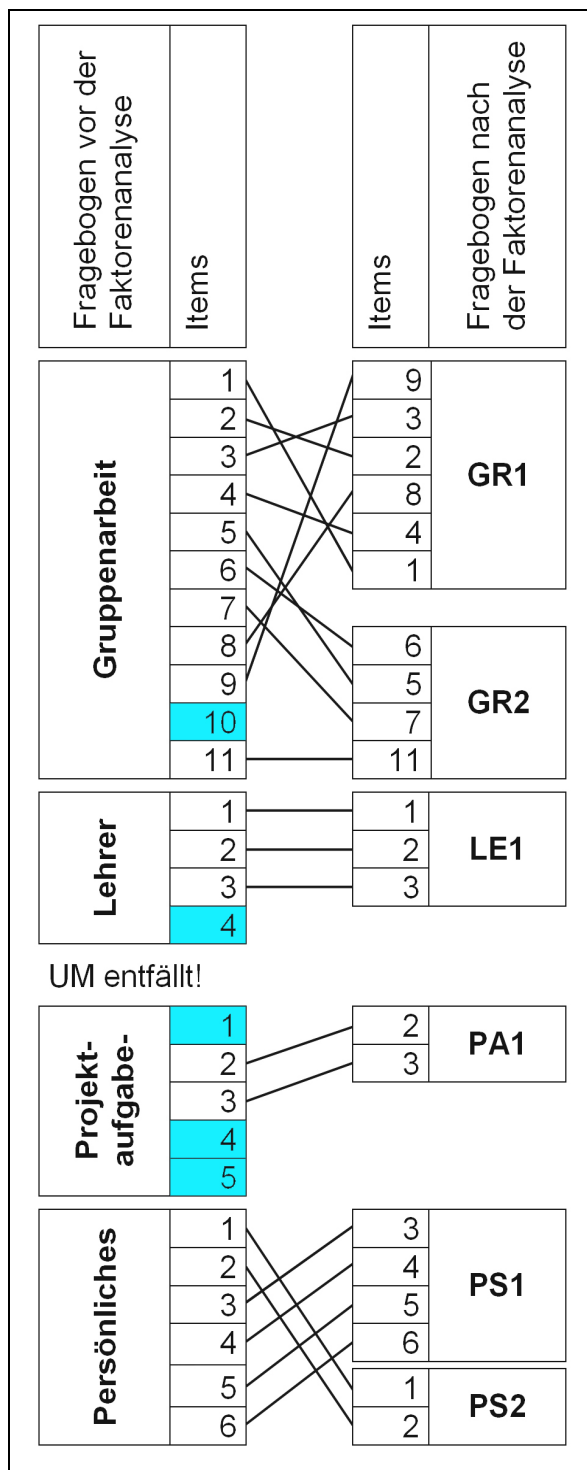 Fragebogen vor der
Faktorenanalyse
Items
Items
Fragebogen nach
der Faktorenanalyse
Gruppenarbeit
1
2
3
4
5
6
7
8
9
10
11
9
3
2
8
4
1
GR1
6
5
7
11
GR2
Lehrer
1
2
3
4
1
2
3
LE1
UM entfällt!
Projekt-
aufgabe-
1
2
3
4
5
2
3
PA1
Persönliches
1
2
3
4
5
6
3
4
5
6
PS1
1
2
PS2